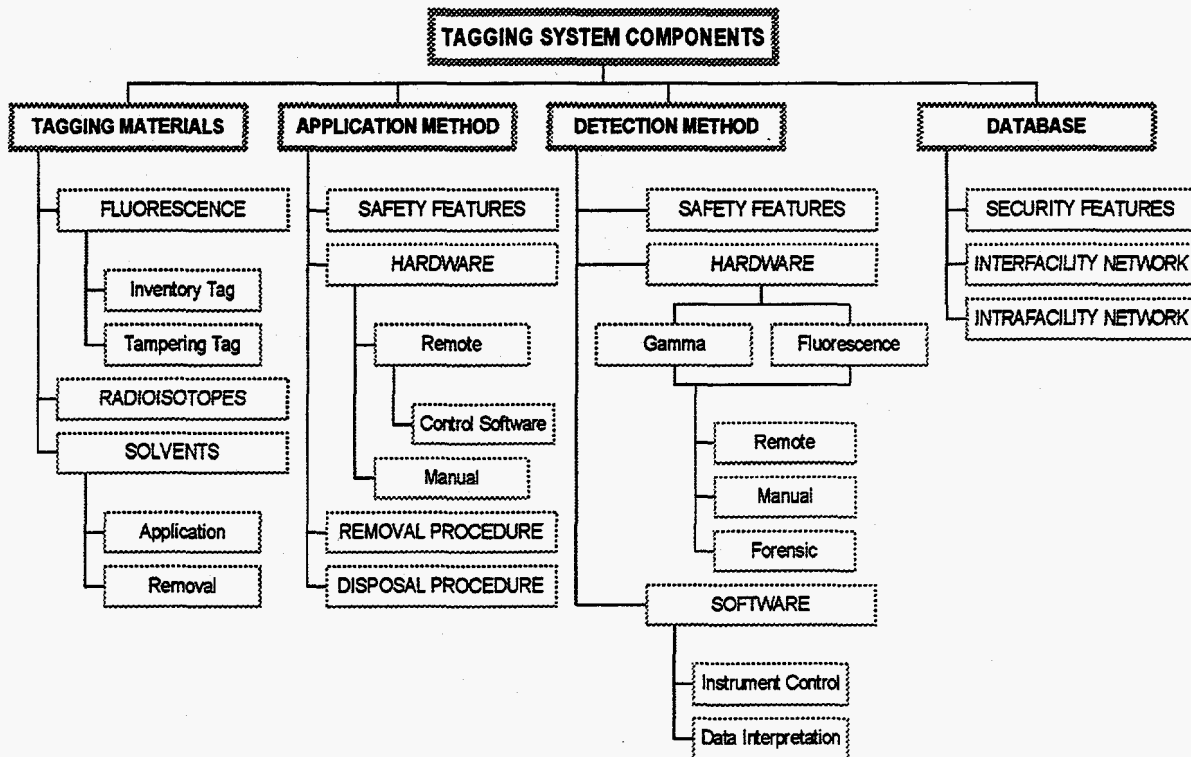 TAGGING SYSTEM COMPONENTS
TAGGING MATERIALS
FLUORESCENCE
Inventory Tag
Tampering Tag
RADIOISOTOPES
SOLVENTS
Application
Removal
APPLICATION METHOD
SAFETY FEATURES
HARDWARE
Remote
Control Software
Manual
REMOVAL PROCEDURE
DISPOSAL PROCEDURE
DETECTION METHOD
SAFETY FEATURES
HARDWARE
Gamma
Fluorescence
Remote
Manual
Forensic
SOFTWARE
Instrument Control
Data Interpretation
DATABASE
SECURITY FEATURES
INTERFACILITY NETWORK
INTRAFACILITY NETWORK